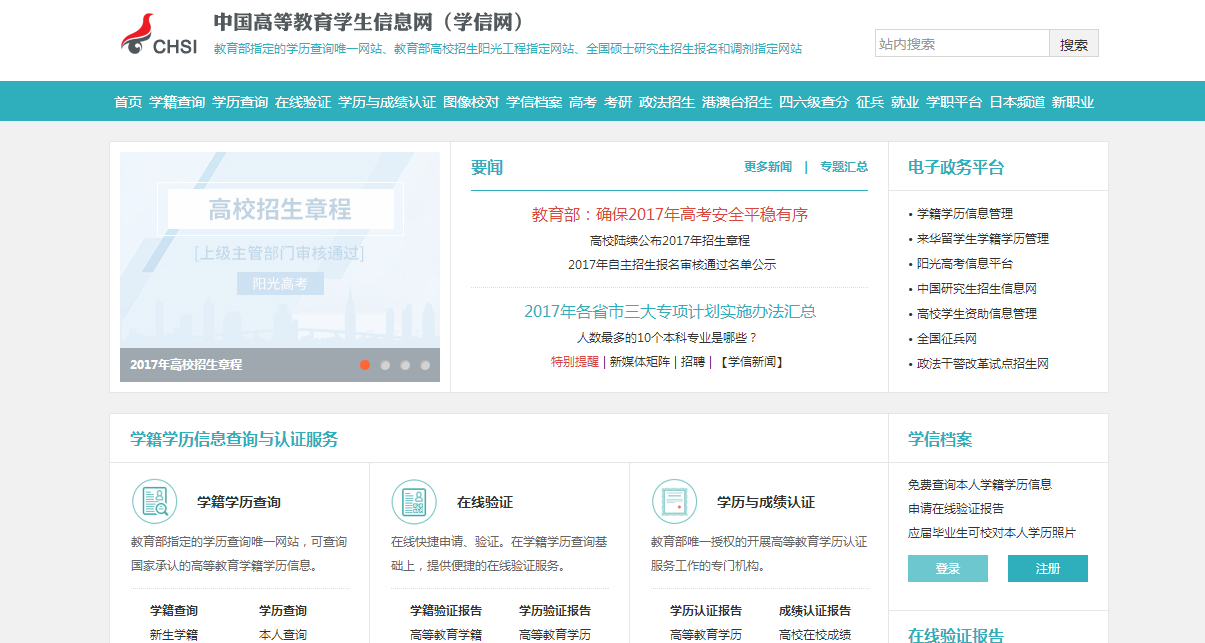 CHSI
中国高等教育学生信息网（学信网）
教育部指定的学历查询唯一网站、教育部高校招生阳光工程指定网站、全国硕士研究生招生报名和调剂指定网站
站内搜索 搜索
首页 学籍查询 学历查询 在线验证 学历与成绩认证 图像校对 学信档案 高考 考研 政法招生 港澳台招生 四六级查分 征兵 就业 学职平台 日本频道 新职业
高校招生章程
[上级主管部门审核通过]
阳光高考
2017年高校招生章程
要闻 更多新闻 | 专题汇总
教育部：确保2017年高考安全平稳有序
高校陆续公布2017年招生章程
2017年自主招生报名审核通过名单公示
2017年各省市三大专项计划实施办法汇总
人数最多的10个本科专业是哪些？
特别提醒 | 新媒体矩阵 | 招聘 | 【学信新闻】
电子政务平台
• 学籍学历信息管理
• 来华留学生学籍学历管理
• 阳光高考信息平台
• 中国研究生招生信息网
• 高校学生资助信息管理
• 全国征兵网
• 政法干警改革试点招生网
学籍学历信息查询与认证服务
学籍学历查询
教育部指定的学历查询唯一网站，可查询
国家承认的高等教育学籍学历信息。
学籍查询 学历查询
新生学籍 本人查询
在线验证
在线快捷申请、验证。在学籍学历查询基
础上，提供便捷的在线验证服务。
学籍验证报告 学历验证报告
高等教育学籍 高等教育学历
学历与成绩认证
教育部唯一授权的开展高等教育学历认证
服务工作的专门机构。
学历认证报告 成绩认证报告
高等教育学历 高校在校成绩
学信档案
免费查询本人学籍学历信息
申请在线验证报告
应届毕业生可校对本人学历照片
登录 注册
在线验证报告